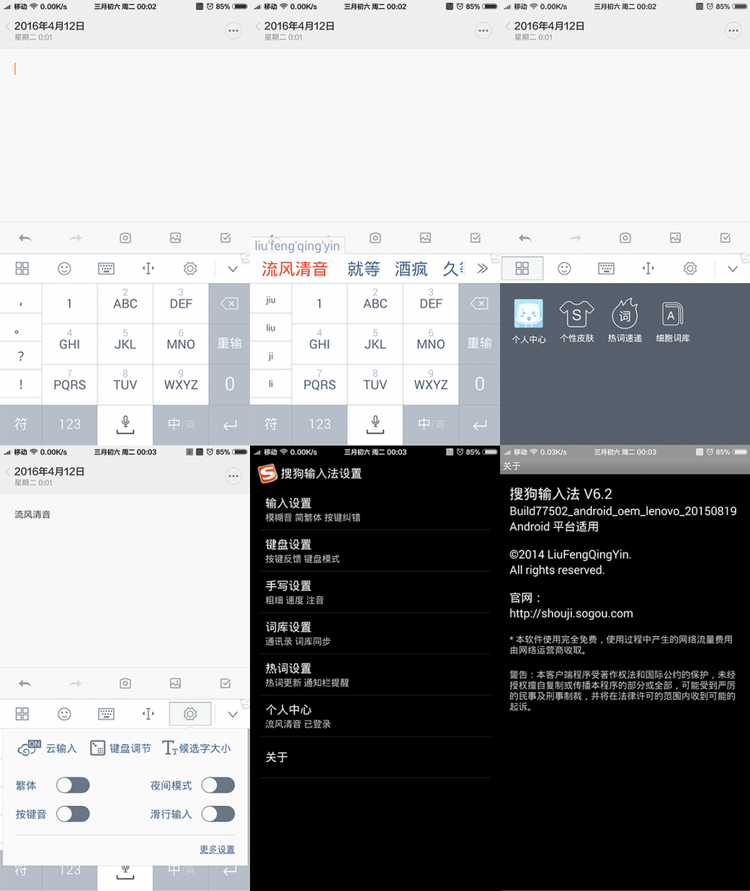 移动 0.00K/s 三月初六 周二 00:02 85%
2016年4月12日
星期二 0:01
，
。
？
！
1
2
ABC
3
DEF
4
GHI
5
JKL
6
MNO
重输
7
PQRS
8
TUV
9
WXYZ
0
符
123
中/英
移动 0.00K/s 三月初六 周二 00:02 85%
2016年4月12日
星期二 0:01
liu'feng'qing'yin
流风清音 就等 酒疯
jiu
liu
ji
li
1
2
ABC
3
DEF
4
GHI
5
JKL
6
MNO
重输
7
PQRS
8
TUV
9
WXYZ
0
符
123
中/英
移动 0.00K/s 三月初六 周二 00:02 85%
2016年4月12日
星期二 0:01
S
词
A
个人中心 个性皮肤 热词速递 细胞词库
移动 0.00K/s 三月初六 周二 00:03 85%
2016年4月12日
星期二 0:01
流风清音
ON 云输入 键盘调节 候选字大小
繁体 夜间模式
按键音 滑行输入
更多设置
符 123 中/英
移动 0.00K/s 三月初六 周二 00:03 85%
S 搜狗输入法设置
输入设置
模糊音 简繁体 按键纠错
键盘设置
按键反馈 键盘模式
手写设置
粗细 速度 注音
词库设置
通讯录 词库同步
热词设置
热词更新 通知栏提醒
个人中心
流风清音 已登录
关于
移动 0.03K/s 三月初六 周二 00:03 85%
关于
搜狗输入法 V6.2
Build77502_android_oem_lenovo_20150819
Android 平台适用
©2014 LiuFengQingYin.
All rights reserved.
官网：
http://shouji.sogou.com
* 本软件使用完全免费，使用过程中产生的网络流量费用
由网络运营商收取。
警告：本客户端程序受著作权法和国际公约的保护，未经
授权擅自复制或传播本程序的部分或全部，可能受到严厉
的民事及刑事制裁，并将在法律许可的范围内收到可能的
起诉。